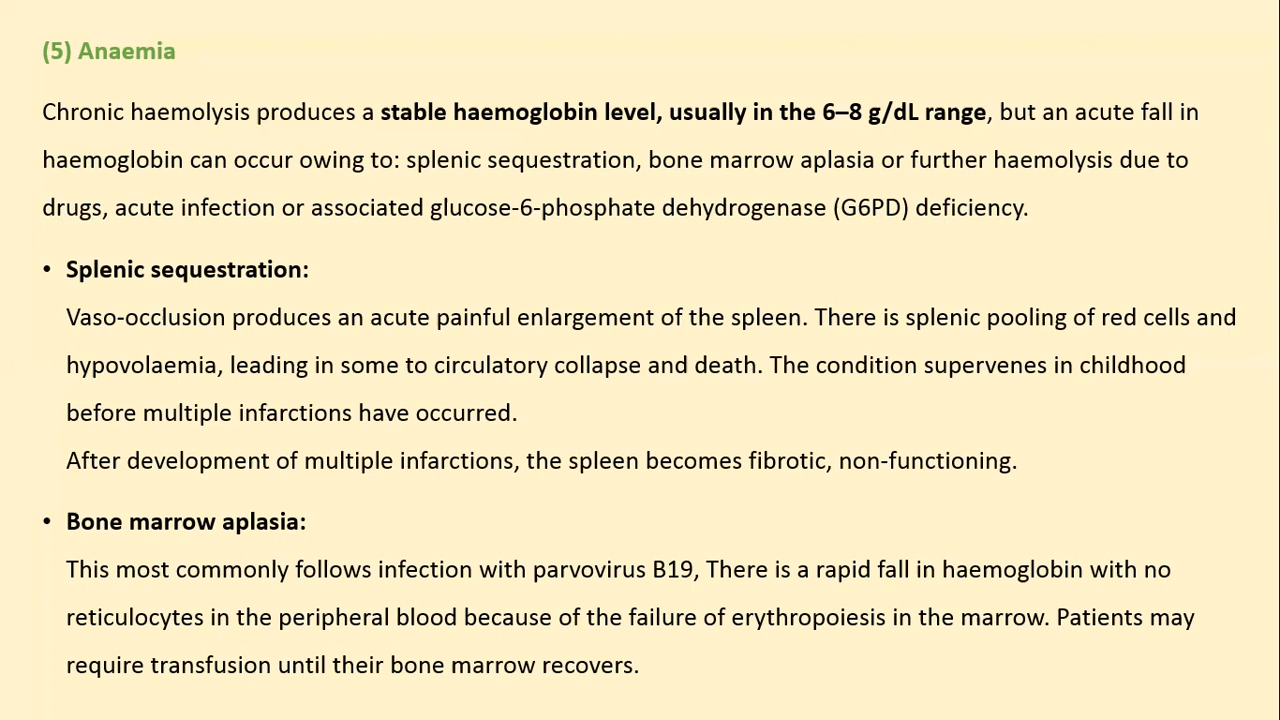 (5) Anaemia
Chronic haemolysis produces a stable haemoglobin level, usually in the 6–8 g/dL range, but an acute fall in
haemoglobin can occur owing to: splenic sequestration, bone marrow aplasia or further haemolysis due to
drugs, acute infection or associated glucose-6-phosphate dehydrogenase (G6PD) deficiency.
• Splenic sequestration:
Vaso-occlusion produces an acute painful enlargement of the spleen. There is splenic pooling of red cells and
hypovolaemia, leading in some to circulatory collapse and death. The condition supervenes in childhood
before multiple infarctions have occurred.
After development of multiple infarctions, the spleen becomes fibrotic, non-functioning.
• Bone marrow aplasia:
This most commonly follows infection with parvovirus B19, There is a rapid fall in haemoglobin with no
reticulocytes in the peripheral blood because of the failure of erythropoiesis in the marrow. Patients may
require transfusion until their bone marrow recovers.